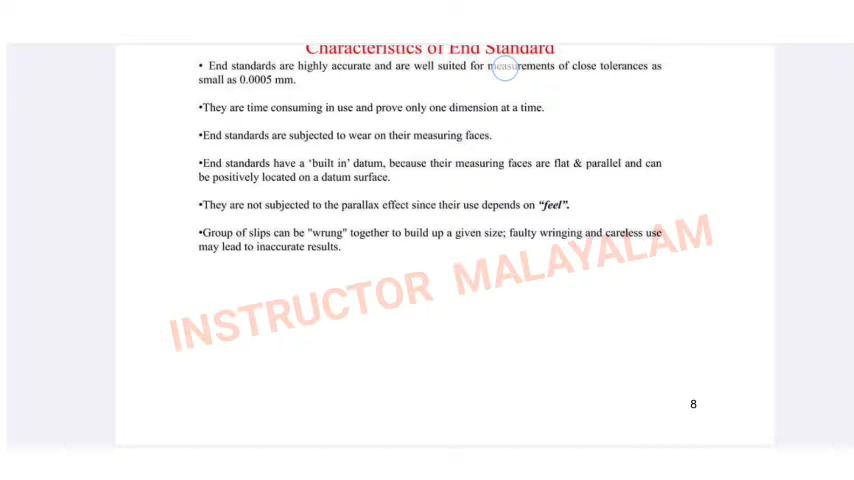 Characteristics of End Standard
• End standards are highly accurate and are well suited for measurements of close tolerances as
small as 0.0005 mm.
•They are time consuming in use and prove only one dimension at a time.
•End standards are subjected to wear on their measuring faces.
•End standards have a ‘built in’ datum, because their measuring faces are flat & parallel and can
be positively located on a datum surface.
•They are not subjected to the parallax effect since their use depends on “feel”.
•Group of slips can be "wrung" together to build up a given size; faulty wringing and careless use
may lead to inaccurate results.
INSTRUCTOR MALAYALAM
8